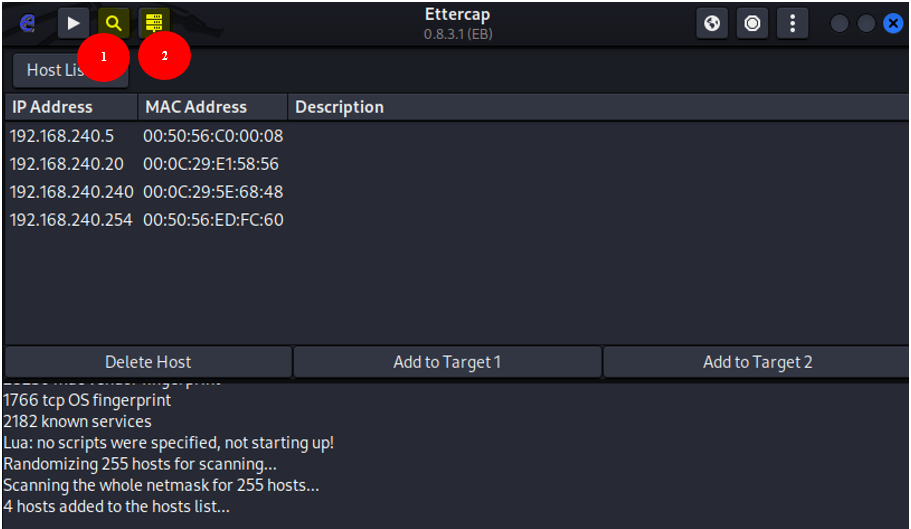 Ettercap
0.8.3.1 (EB)
1
2
Host Lis
IP Address MAC Address Description
192.168.240.5 00:50:56:C0:00:08
192.168.240.20 00:0C:29:E1:58:56
192.168.240.240 00:0C:29:5E:68:48
192.168.240.254 00:50:56:ED:FC:60
Delete Host Add to Target 1 Add to Target 2
fingerprint
1766 tcp OS fingerprint
2182 known services
Lua: no scripts were specified, not starting up!
Randomizing 255 hosts for scanning...
Scanning the whole netmask for 255 hosts...
4 hosts added to the hosts list...